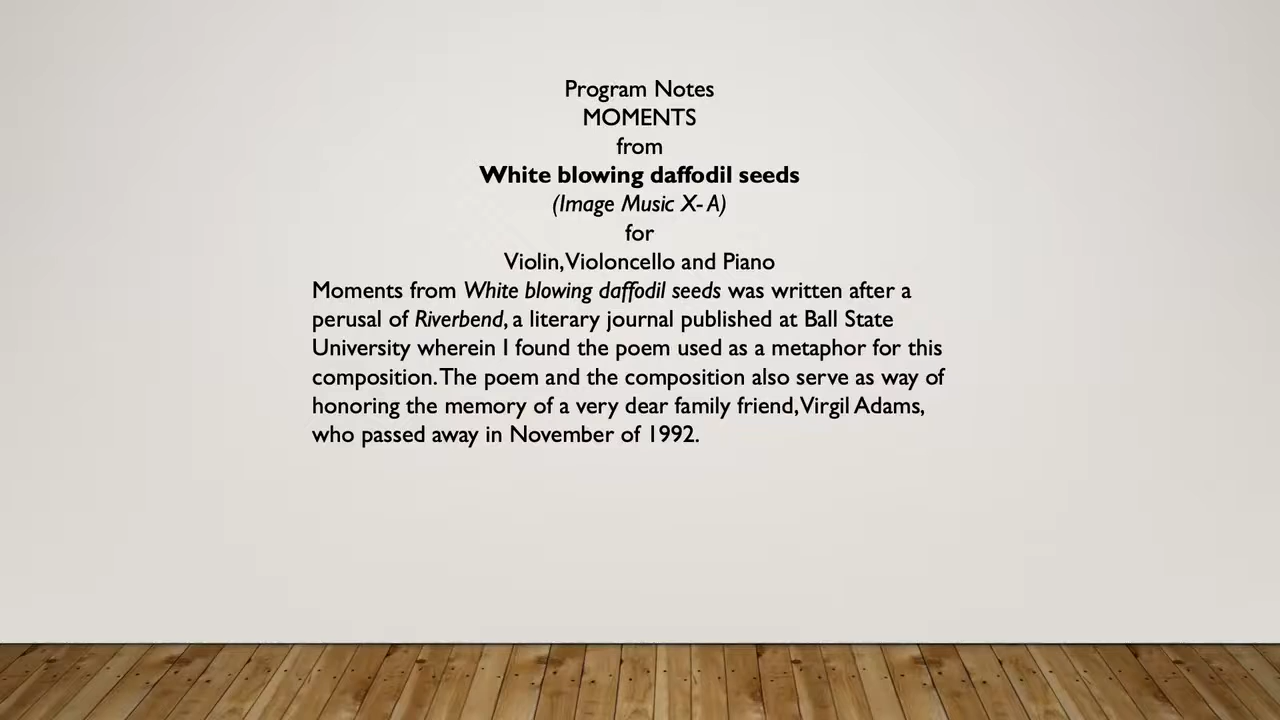 Program Notes
MOMENTS
from
White blowing daffodil seeds
(Image Music X- A)
for
Violin, Violoncello and Piano
Moments from White blowing daffodil seeds was written after a
perusal of Riverbend, a literary journal published at Ball State
University wherein I found the poem used as a metaphor for this
composition. The poem and the composition also serve as way of
honoring the memory of a very dear family friend, Virgil Adams,
who passed away in November of 1992.